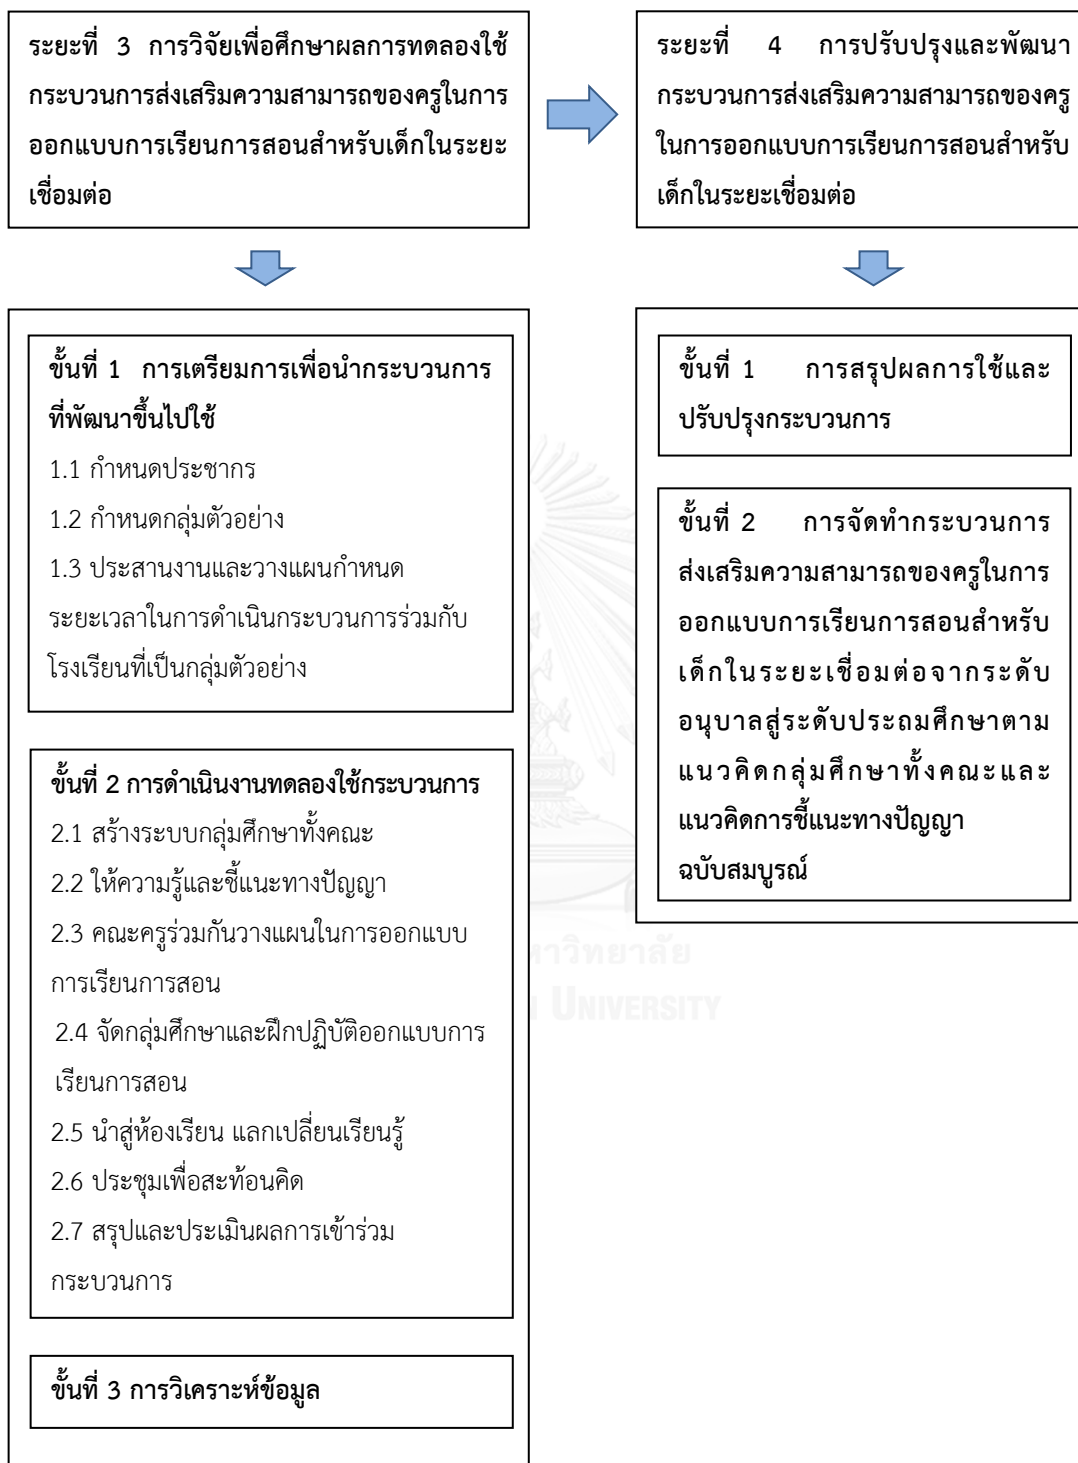 ระยะที่ 3 การวิจัยเพื่อศึกษาผลการทดลองใช้
กระบวนการส่งเสริมความสามารถของครูในการ
ออกแบบการเรียนการสอนสำหรับเด็กในระยะ
เชื่อมต่อ
ระยะที่ 4 การปรับปรุงและพัฒนา
กระบวนการส่งเสริมความสามารถของครู
ในการออกแบบการเรียนการสอนสำหรับ
เด็กในระยะเชื่อมต่อ
ขั้นที่ 1 การเตรียมการเพื่อนำกระบวนการ
ที่พัฒนาขึ้นไปใช้
1.1 กำหนดประชากร
1.2 กำหนดกลุ่มตัวอย่าง
1.3 ประสานงานและวางแผนกำหนด
ระยะเวลาในการดำเนินกระบวนการร่วมกับ
โรงเรียนที่เป็นกลุ่มตัวอย่าง
ขั้นที่ 2 การดำเนินงานทดลองใช้กระบวนการ
2.1 สร้างระบบกลุ่มศึกษาทั้งคณะ
2.2 ให้ความรู้และชี้แนะทางปัญญา
2.3 คณะครูร่วมกันวางแผนในการออกแบบ
การเรียนการสอน
2.4 จัดกลุ่มศึกษาและฝึกปฏิบัติออกแบบการ
เรียนการสอน
2.5 นำสู่ห้องเรียน แลกเปลี่ยนเรียนรู้
2.6 ประชุมเพื่อสะท้อนคิด
2.7 สรุปและประเมินผลการเข้าร่วม
กระบวนการ
ขั้นที่ 3 การวิเคราะห์ข้อมูล
ขั้นที่ 1 การสรุปผลการใช้และ
ปรับปรุงกระบวนการ
ขั้นที่ 2 การจัดทำกระบวนการ
ส่งเสริมความสามารถของครูในการ
ออกแบบการเรียนการสอนสำหรับ
เด็กในระยะเชื่อมต่อจากระดับ
อนุบาลสู่ระดับประถมศึกษาตาม
แนวคิดกลุ่มศึกษาทั้งคณะและ
แนวคิดการชี้แนะทางปัญญา
ฉบับสมบูรณ์
หาวิทยาลัย
UNIVERSITY